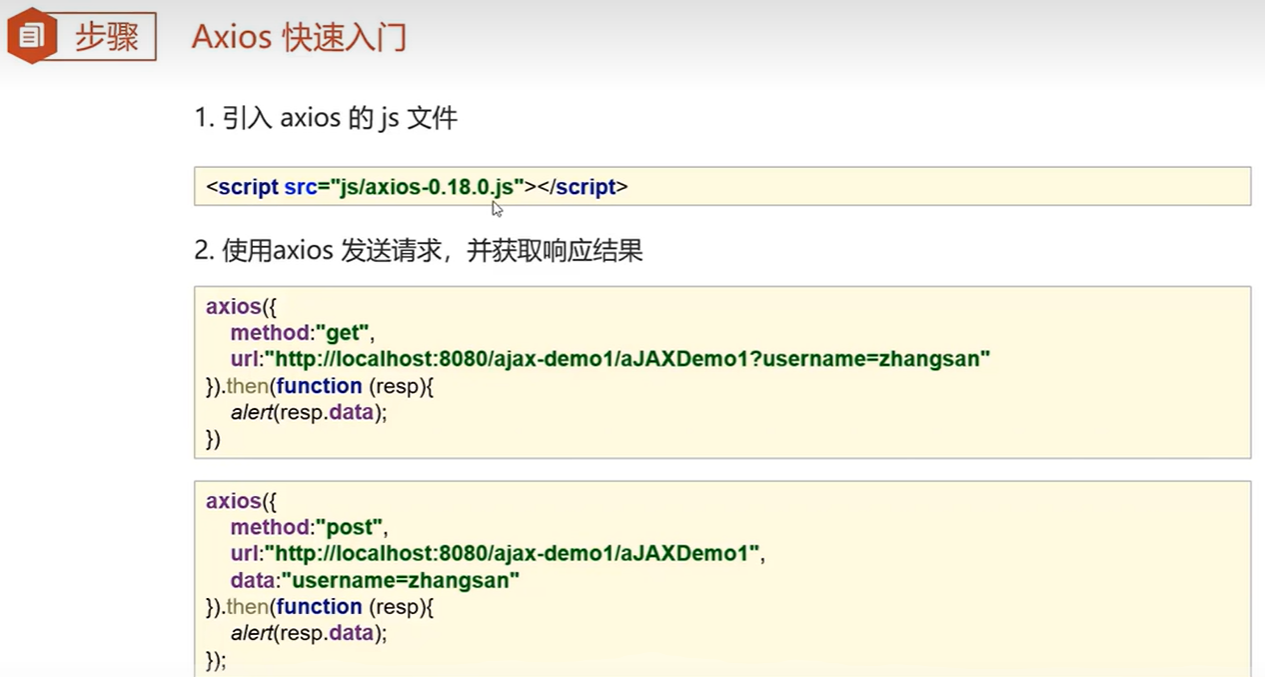 步骤
Axios 快速入门
1. 引入 axios 的 js 文件
<script src="js/axios-0.18.0.js"></script>
2. 使用axios 发送请求，并获取响应结果
axios({
method:"get",
url:"http://localhost:8080/ajax-demo1/aJAXDemo1?username=zhangsan"
}).then(function (resp){
alert(resp.data);
})
axios({
method:"post",
url:"http://localhost:8080/ajax-demo1/aJAXDemo1",
data:"username=zhangsan"
}).then(function (resp){
alert(resp.data);
});